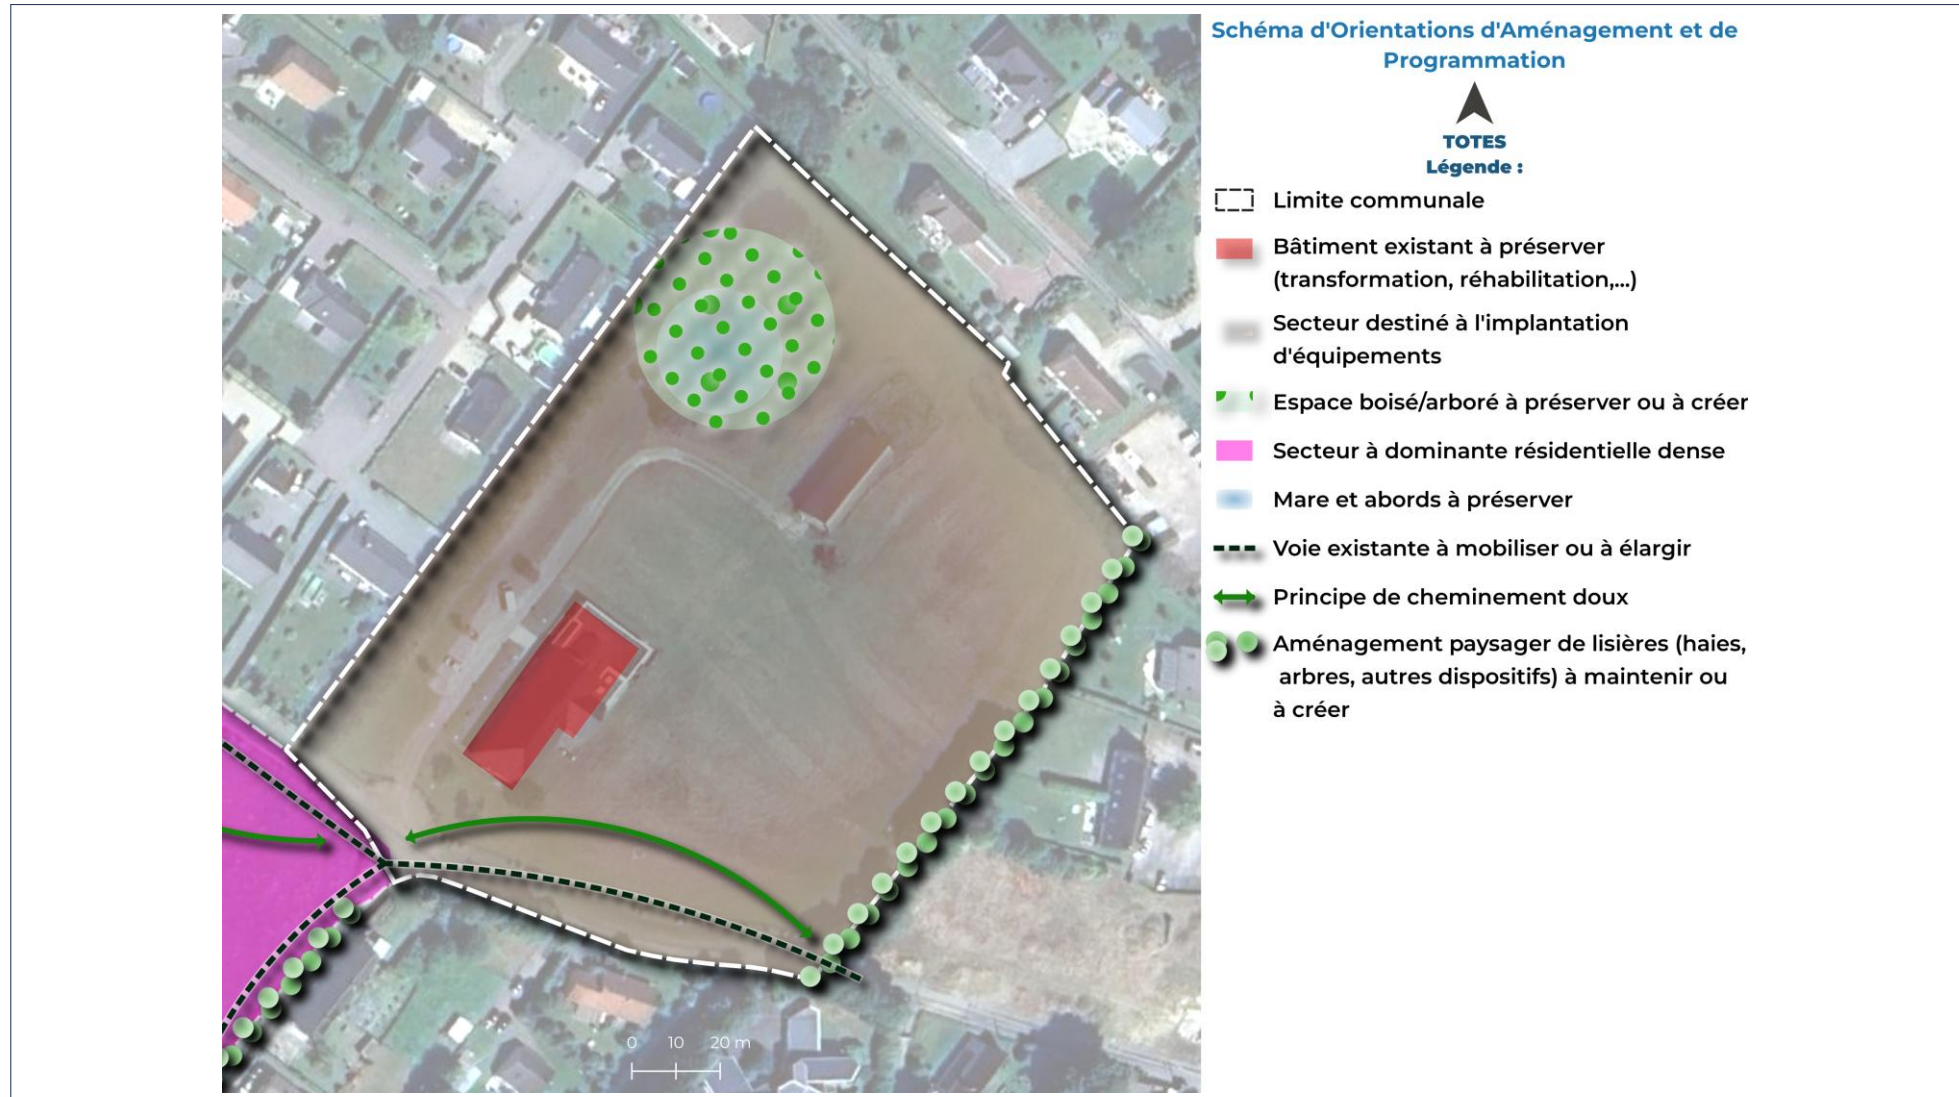 Schéma d'Orientations d'Aménagement et de
Programmation
TOTES
Légende :
Limite communale
Bâtiment existant à préserver
(transformation, réhabilitation,...)
Secteur destiné à l'implantation
d'équipements
Espace boisé/arboré à préserver ou à créer
Secteur à dominante résidentielle dense
Mare et abords à préserver
Voie existante à mobiliser ou à élargir
Principe de cheminement doux
Aménagement paysager de lisières (haies,
arbres, autres dispositifs) à maintenir ou
à créer
0 10 20 m